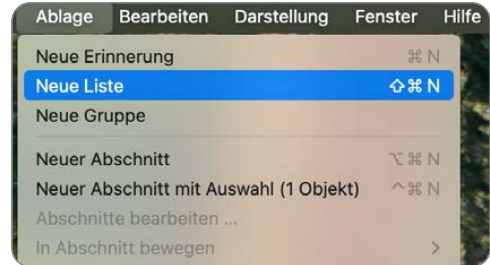 Ablage Bearbeiten Darstellung Fenster Hilfe
Neue Erinnerung ⌘ N
Neue Liste ⇧ ⌘ N
Neue Gruppe
Neuer Abschnitt ⌥ ⌘ N
Neuer Abschnitt mit Auswahl (1 Objekt) ^ ⌘ N
Abschnitte bearbeiten ...
In Abschnitt bewegen >